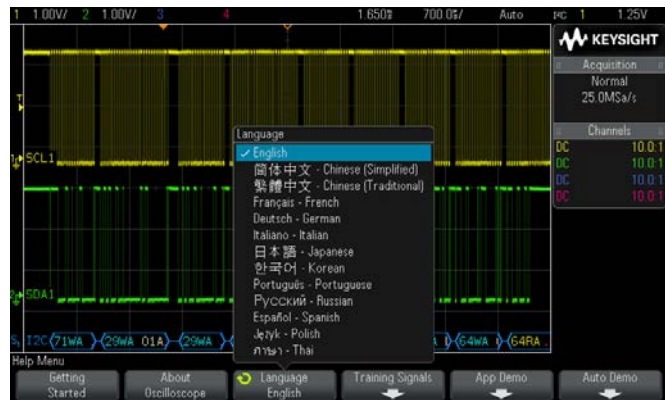 1 1.00V/ 2 1.00V/ 3 4 1.650s 700.0s/ Auto I²C 1 1.25V
KEYSIGHT
Acquisition
Normal
25.0MSa/s
Channels
DC 10.0:1
DC 10.0:1
DC 10.0:1
DC 10.0:1
T
SCL1
SDA1
Language
English
简体中文 - Chinese (Simplified)
繁體中文 - Chinese (Traditional)
Français - French
Deutsch - German
Italiano - Italian
日本語 - Japanese
한국어 - Korean
Português - Portuguese
Русский - Russian
Español - Spanish
Język - Polish
ภาษา - Thai
I2C 71WA 29WA 01A 29WA 64WA 64RA
Help Menu
Getting Started
About Oscilloscope
Language English
Training Signals
App Demo
Auto Demo